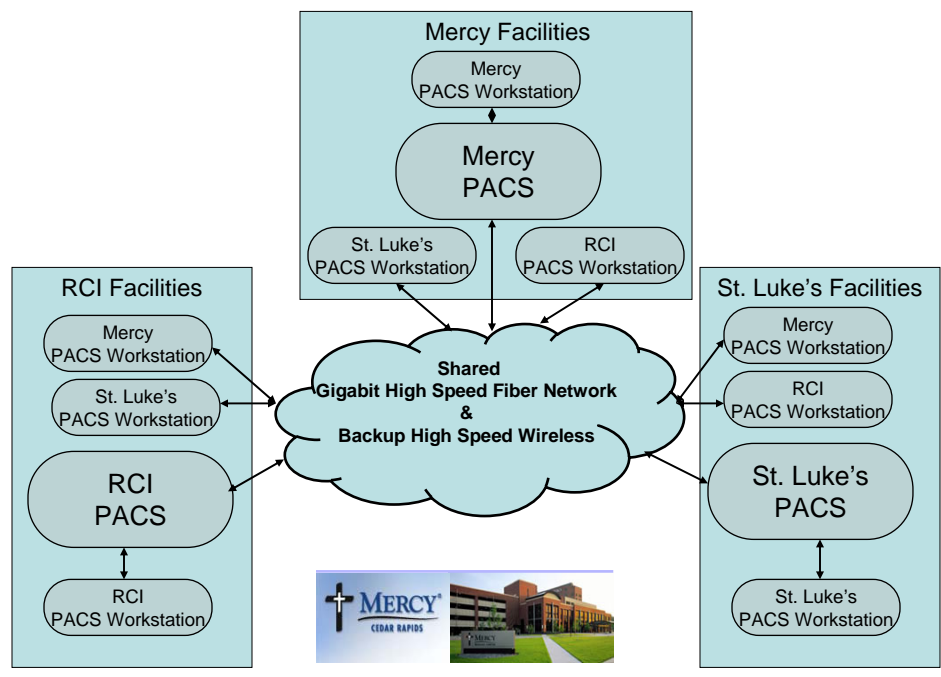 Mercy Facilities
Mercy
PACS Workstation
Mercy
PACS
St. Luke's
PACS Workstation
RCI
PACS Workstation
RCI Facilities
Mercy
PACS Workstation
St. Luke's
PACS Workstation
RCI
PACS
RCI
PACS Workstation
Shared
Gigabit High Speed Fiber Network
&
Backup High Speed Wireless
St. Luke's Facilities
Mercy
PACS Workstation
RCI
PACS Workstation
St. Luke's
PACS
St. Luke's
PACS Workstation
MERCY®
CEDAR RAPIDS
MERCY